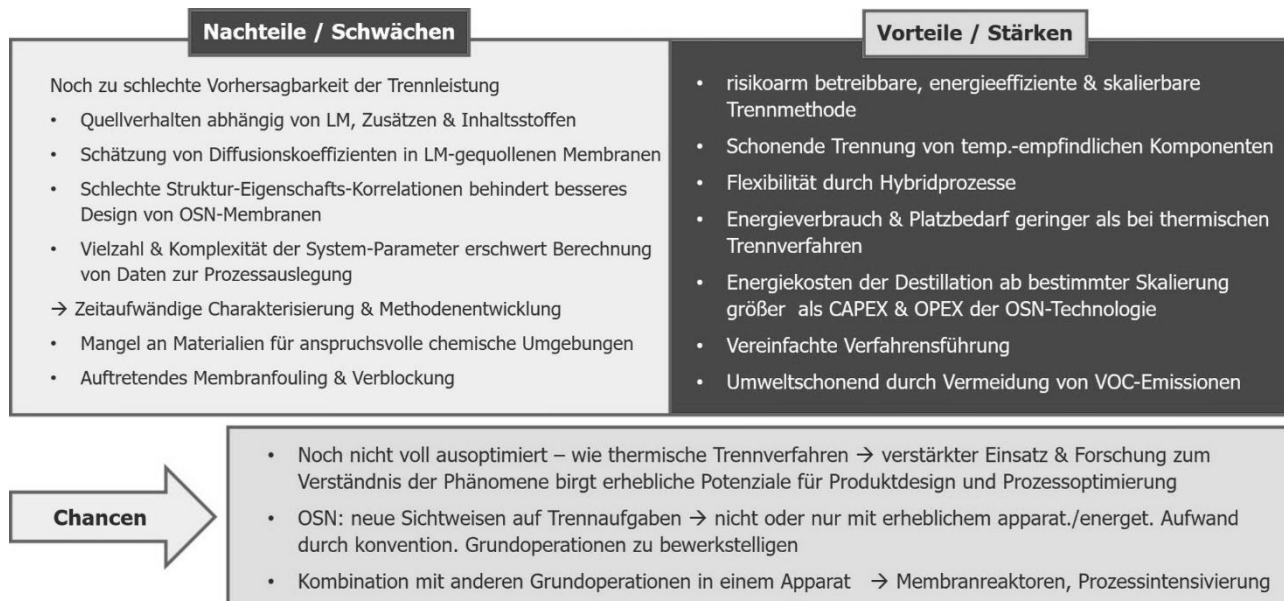 Nachteile / Schwächen
Noch zu schlechte Vorhersagbarkeit der Trennleistung
• Quellverhalten abhängig von LM, Zusätzen & Inhaltsstoffen
• Schätzung von Diffusionskoeffizienten in LM-gequollenen Membranen
• Schlechte Struktur-Eigenschafts-Korrelationen behindert besseres
Design von OSN-Membranen
• Vielzahl & Komplexität der System-Parameter erschwert Berechnung
von Daten zur Prozessauslegung
→ Zeitaufwändige Charakterisierung & Methodenentwicklung
• Mangel an Materialien für anspruchsvolle chemische Umgebungen
• Auftretendes Membranfouling & Verblockung
Vorteile / Stärken
• risikoarm betreibbare, energieeffiziente & skalierbare
Trennmethode
• Schonende Trennung von temp.-empfindlichen Komponenten
• Flexibilität durch Hybridprozesse
• Energieverbrauch & Platzbedarf geringer als bei thermischen
Trennverfahren
• Energiekosten der Destillation ab bestimmter Skalierung
größer als CAPEX & OPEX der OSN-Technologie
• Vereinfachte Verfahrensführung
• Umweltschonend durch Vermeidung von VOC-Emissionen
Chancen
• Noch nicht voll ausoptimiert – wie thermische Trennverfahren → verstärkter Einsatz & Forschung zum
Verständnis der Phänomene birgt erhebliche Potenziale für Produktdesign und Prozessoptimierung
• OSN: neue Sichtweisen auf Trennaufgaben → nicht oder nur mit erheblichem apparat./energet. Aufwand
durch konvention. Grundoperationen zu bewerkstelligen
• Kombination mit anderen Grundoperationen in einem Apparat → Membranreaktoren, Prozessintensivierung